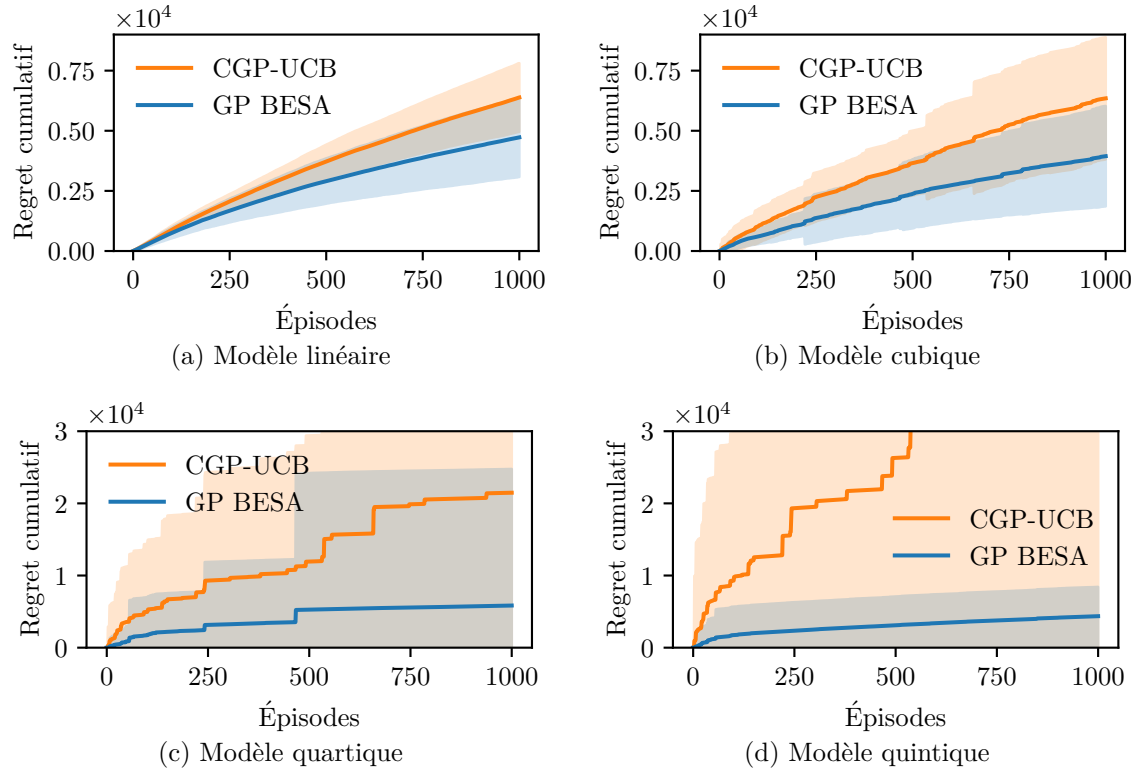 ×10⁴
Regret cumulatif
0.75
0.50
0.25
0.00
CGP-UCB
GP BESA
0 250 500 750 1000
Épisodes
(a) Modèle linéaire
×10⁴
Regret cumulatif
0.75
0.50
0.25
0.00
CGP-UCB
GP BESA
0 250 500 750 1000
Épisodes
(b) Modèle cubique
×10⁴
Regret cumulatif
3
2
1
0
CGP-UCB
GP BESA
0 250 500 750 1000
Épisodes
(c) Modèle quartique
×10⁴
Regret cumulatif
3
2
1
0
CGP-UCB
GP BESA
0 250 500 750 1000
Épisodes
(d) Modèle quintique